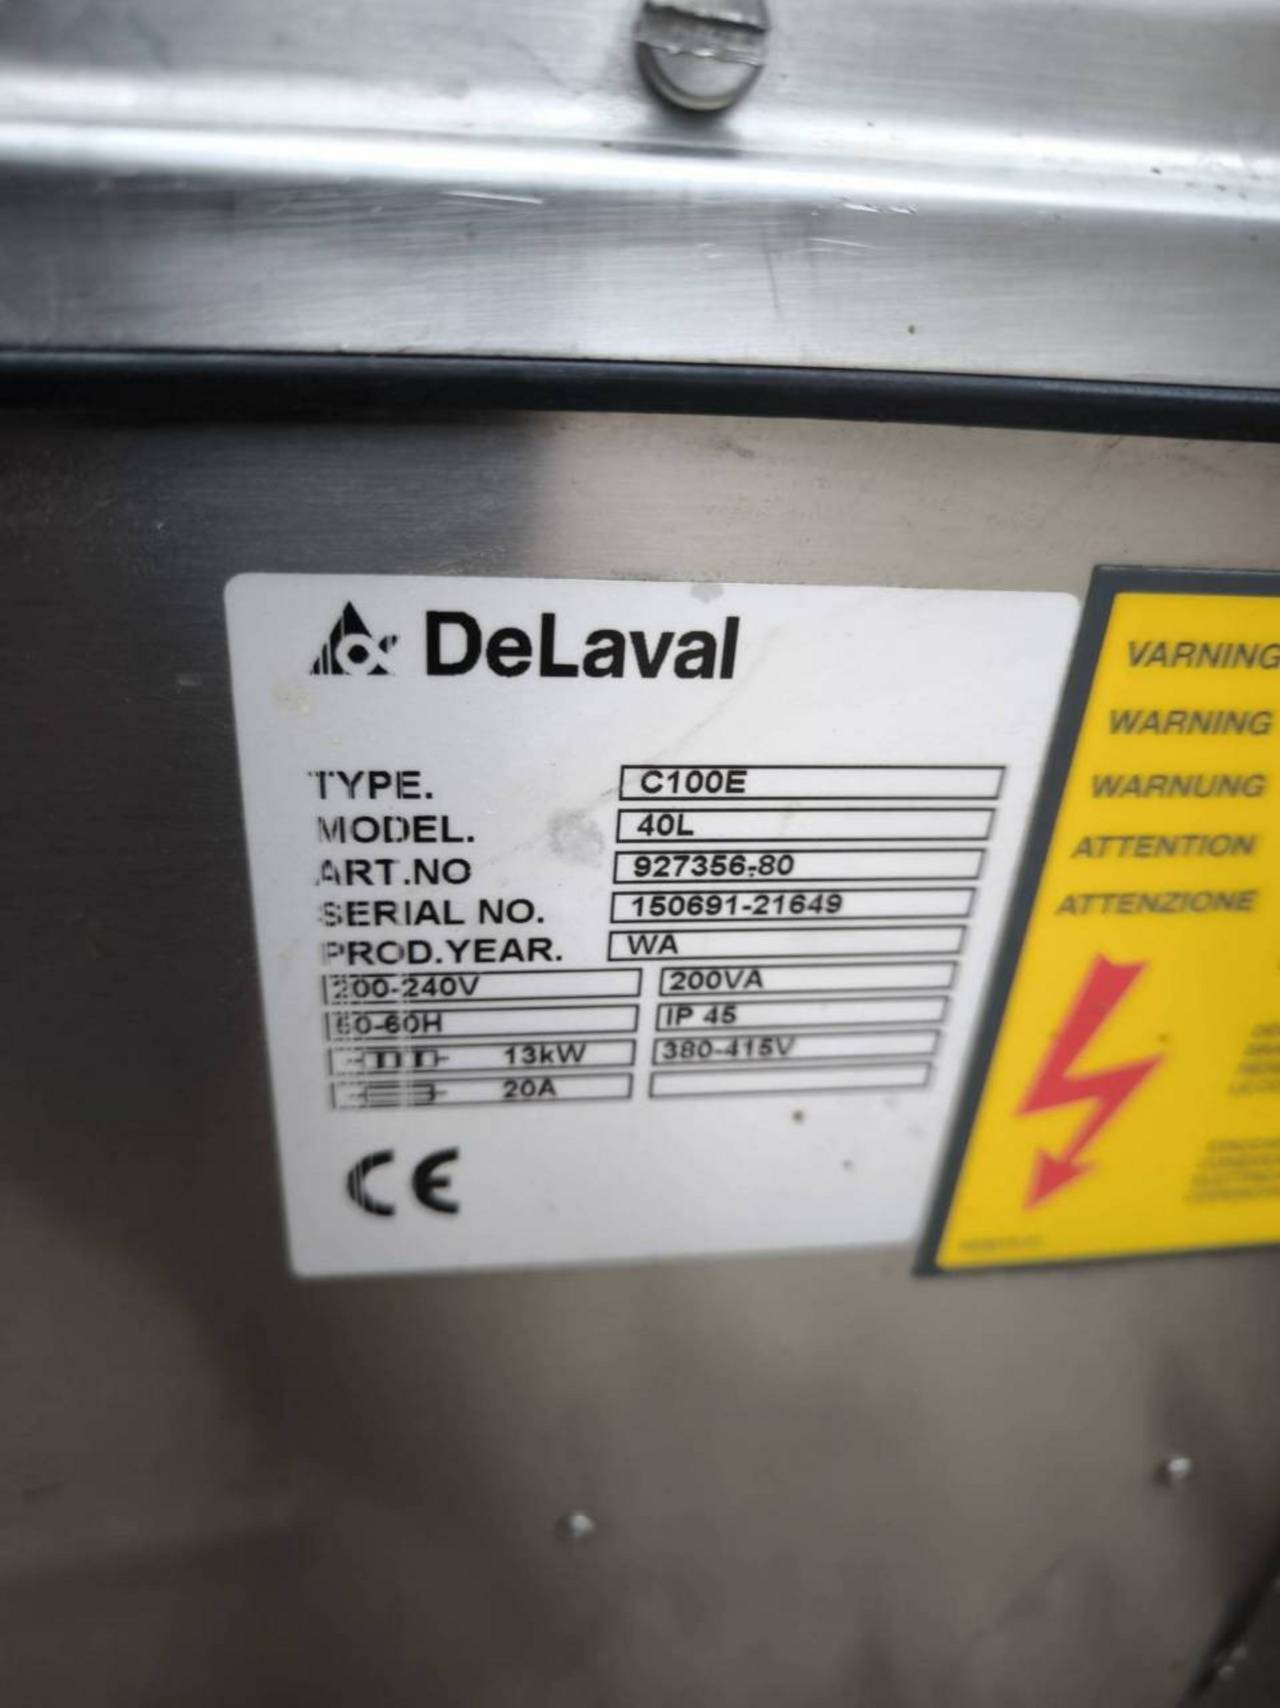 DeLaval
TYPE. C100E
MODEL. 40L
ART.NO 927356-80
SERIAL NO. 150691-21649
PROD.YEAR. WA
200-240V 200VA
60-60H IP 45
13kW 380-415V
20A
CE
VARNING
WARNING
WARNUNG
ATTENTION
ATTENZIONE